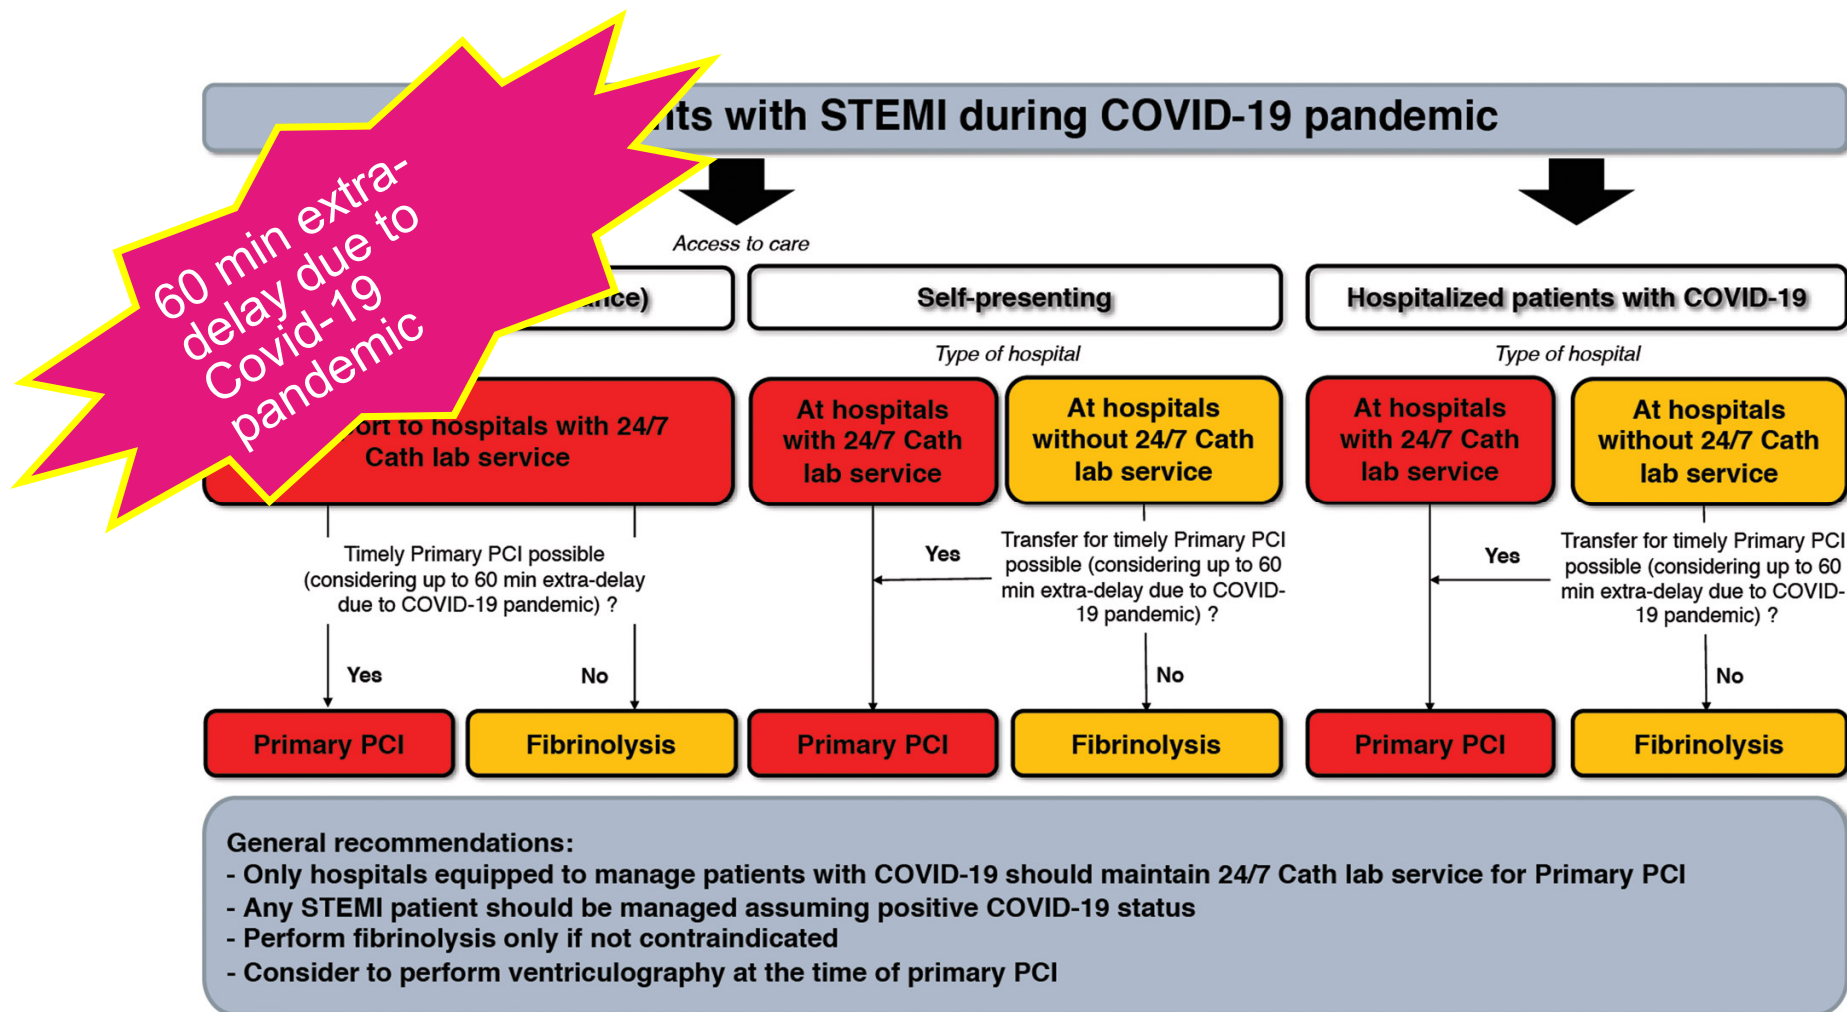 60 min extra-
delay due to
Covid-19
pandemic
with STEMI during COVID-19 pandemic
Access to care
Self-presenting
Hospitalized patients with COVID-19
Type of hospital
Type of hospital
to hospitals with 24/7
Cath lab service
At hospitals
with 24/7 Cath
lab service
At hospitals
without 24/7 Cath
lab service
At hospitals
with 24/7 Cath
lab service
At hospitals
without 24/7 Cath
lab service
Timely Primary PCI possible
(considering up to 60 min extra-delay
due to COVID-19 pandemic) ?
Yes
No
Yes
Transfer for timely Primary PCI
possible (considering up to 60
min extra-delay due to COVID-
19 pandemic) ?
No
Yes
Transfer for timely Primary PCI
possible (considering up to 60
min extra-delay due to COVID-
19 pandemic) ?
No
Primary PCI
Fibrinolysis
Primary PCI
Fibrinolysis
Primary PCI
Fibrinolysis
General recommendations:
- Only hospitals equipped to manage patients with COVID-19 should maintain 24/7 Cath lab service for Primary PCI
- Any STEMI patient should be managed assuming positive COVID-19 status
- Perform fibrinolysis only if not contraindicated
- Consider to perform ventriculography at the time of primary PCI